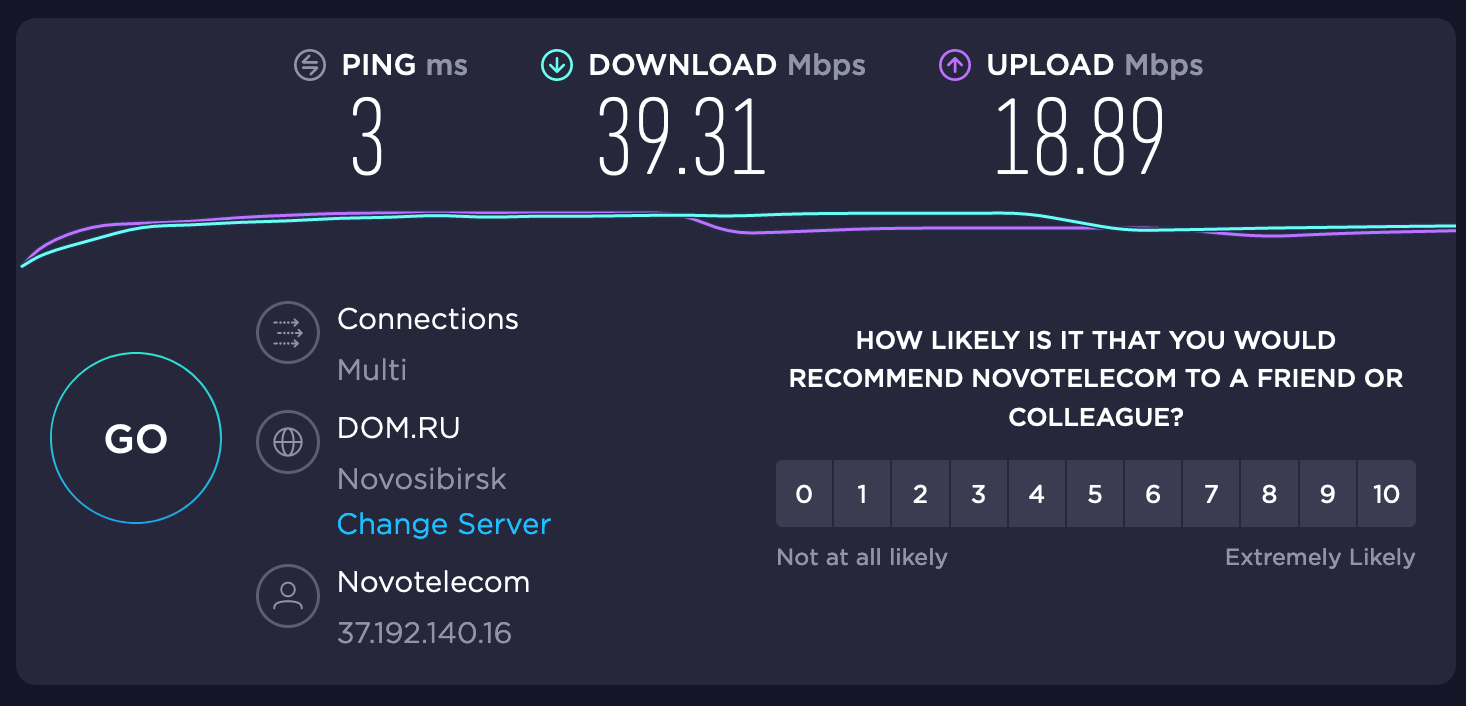 PING ms
3
DOWNLOAD Mbps
39.31
UPLOAD Mbps
18.89
GO
Connections
Multi
DOM.RU
Novosibirsk
Change Server
Novotelecom
37.192.140.16
HOW LIKELY IS IT THAT YOU WOULD
RECOMMEND NOVOTELECOM TO A FRIEND OR
COLLEAGUE?
0 1 2 3 4 5 6 7 8 9 10
Not at all likely
Extremely Likely